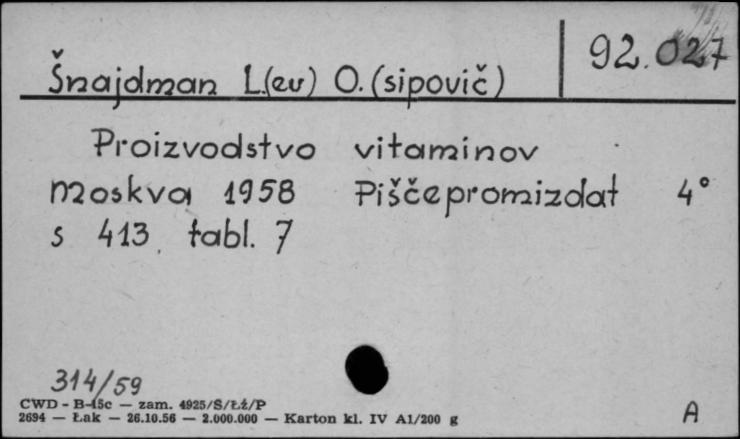 92.027
Šnajdman L.(ev) O.(sipovič)
Proizvodstvo vitaminov
Moskva 1958 Piščepromizdat 4°
s 413. tabl. 7
314/59
CWD - B-15c — zam. 4925/S/Łż/P
2694 — Łak — 26.10.56 — 2.000.000 — Karton kl. IV A1/200 g
A